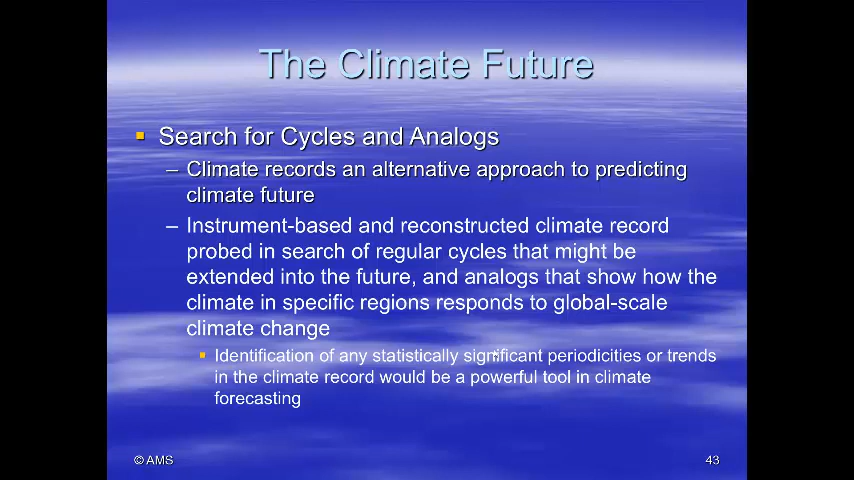 The Climate Future
▪ Search for Cycles and Analogs
– Climate records an alternative approach to predicting
climate future
– Instrument-based and reconstructed climate record
probed in search of regular cycles that might be
extended into the future, and analogs that show how the
climate in specific regions responds to global-scale
climate change
▪ Identification of any statistically significant periodicities or trends
in the climate record would be a powerful tool in climate
forecasting
© AMS
43